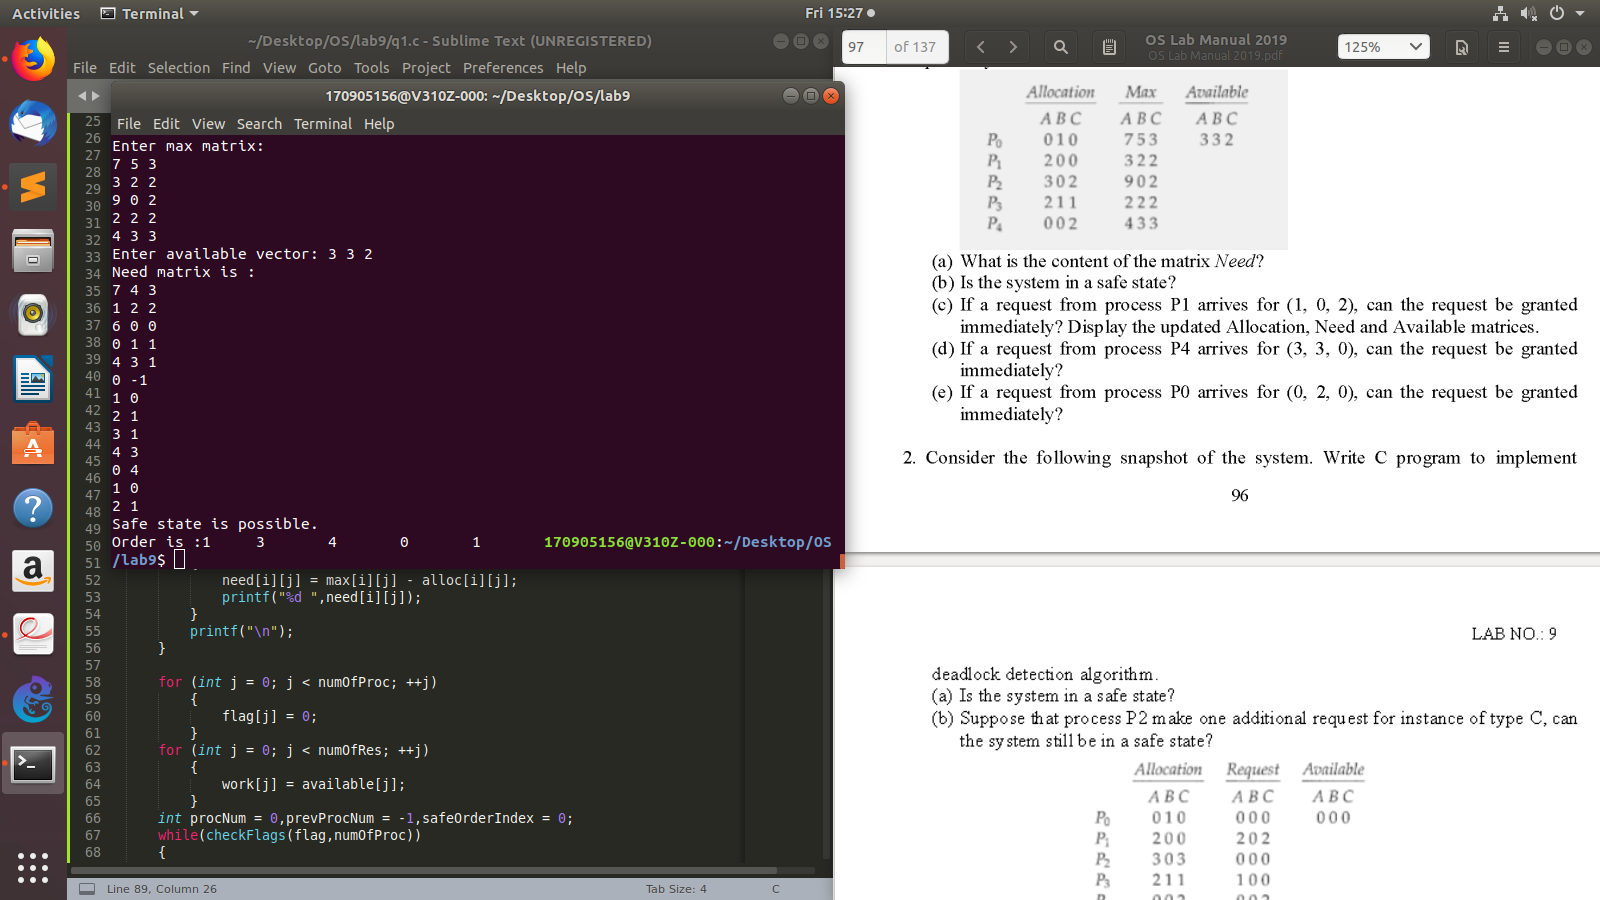 Activities Terminal Fri 15:27
~/Desktop/OS/lab9/q1.c - Sublime Text (UNREGISTERED)
File Edit Selection Find View Goto Tools Project Preferences Help
170905156@V310Z-000: ~/Desktop/OS/lab9
File Edit View Search Terminal Help
Enter max matrix:
7 5 3
3 2 2
9 0 2
2 2 2
4 3 3
Enter available vector: 3 3 2
Need matrix is :
7 4 3
1 2 2
6 0 0
0 1 1
4 3 1
0 -1
1 0
2 1
3 1
4 3
0 4
1 0
2 1
Safe state is possible.
Order is :1 3 4 0 1 170905156@V310Z-000:~/Desktop/OS
/lab9$
25
26
27
28
29
30
31
32
33
34
35
36
37
38
39
40
41
42
43
44
45
46
47
48
49
50
51
52 need[i][j] = max[i][j] - alloc[i][j];
53 printf("%d ",need[i][j]);
54 }
55 printf("\n");
56 }
57
58 for (int j = 0; j < numOfProc; ++j)
59 {
60 flag[j] = 0;
61 }
62 for (int j = 0; j < numOfRes; ++j)
63 {
64 work[j] = available[j];
65 }
66 int procNum = 0,prevProcNum = -1,safeOrderIndex = 0;
67 while(checkFlags(flag,numOfProc))
68 {
Line 89, Column 26 Tab Size: 4 C
97 of 137 OS Lab Manual 2019 125%
OS Lab Manual 2019.pdf
Allocation Max Available
A B C A B C A B C
P0 0 1 0 7 5 3 3 3 2
P1 2 0 0 3 2 2
P2 3 0 2 9 0 2
P3 2 1 1 2 2 2
P4 0 0 2 4 3 3
(a) What is the content of the matrix Need?
(b) Is the system in a safe state?
(c) If a request from process P1 arrives for (1, 0, 2), can the request be granted
immediately? Display the updated Allocation, Need and Available matrices.
(d) If a request from process P4 arrives for (3, 3, 0), can the request be granted
immediately?
(e) If a request from process P0 arrives for (0, 2, 0), can the request be granted
immediately?
2. Consider the following snapshot of the system. Write C program to implement
96
LAB NO.: 9
deadlock detection algorithm.
(a) Is the system in a safe state?
(b) Suppose that process P2 make one additional request for instance of type C, can
the system still be in a safe state?
Allocation Request Available
A B C A B C A B C
P0 0 1 0 0 0 0 0 0 0
P1 2 0 0 2 0 2
P2 3 0 3 0 0 0
P3 2 1 1 1 0 0